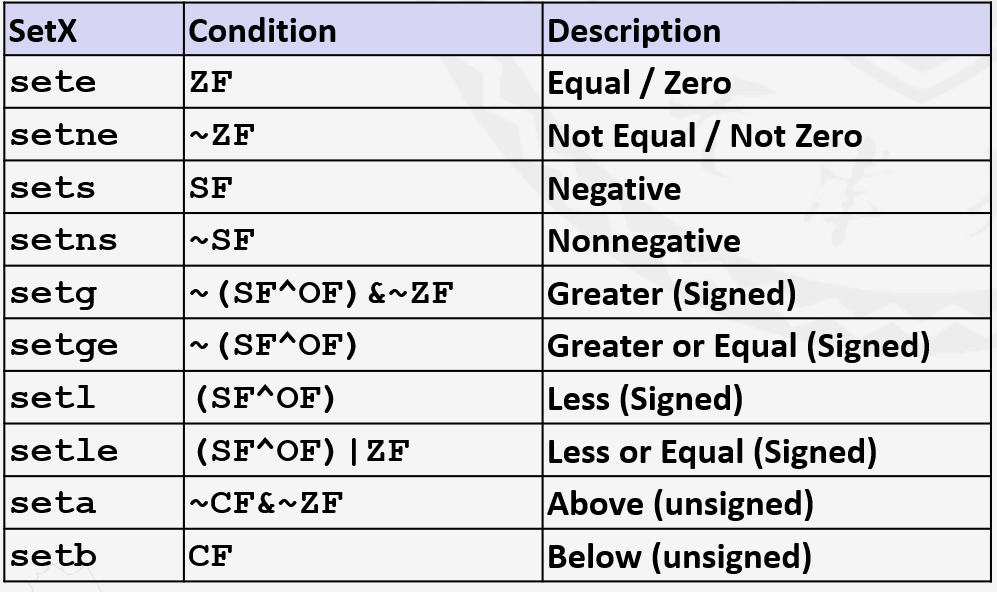 SetX Condition Description
sete ZF Equal / Zero
setne ~ZF Not Equal / Not Zero
sets SF Negative
setns ~SF Nonnegative
setg ~(SF^OF)&~ZF Greater (Signed)
setge ~(SF^OF) Greater or Equal (Signed)
setl (SF^OF) Less (Signed)
setle (SF^OF)|ZF Less or Equal (Signed)
seta ~CF&~ZF Above (unsigned)
setb CF Below (unsigned)